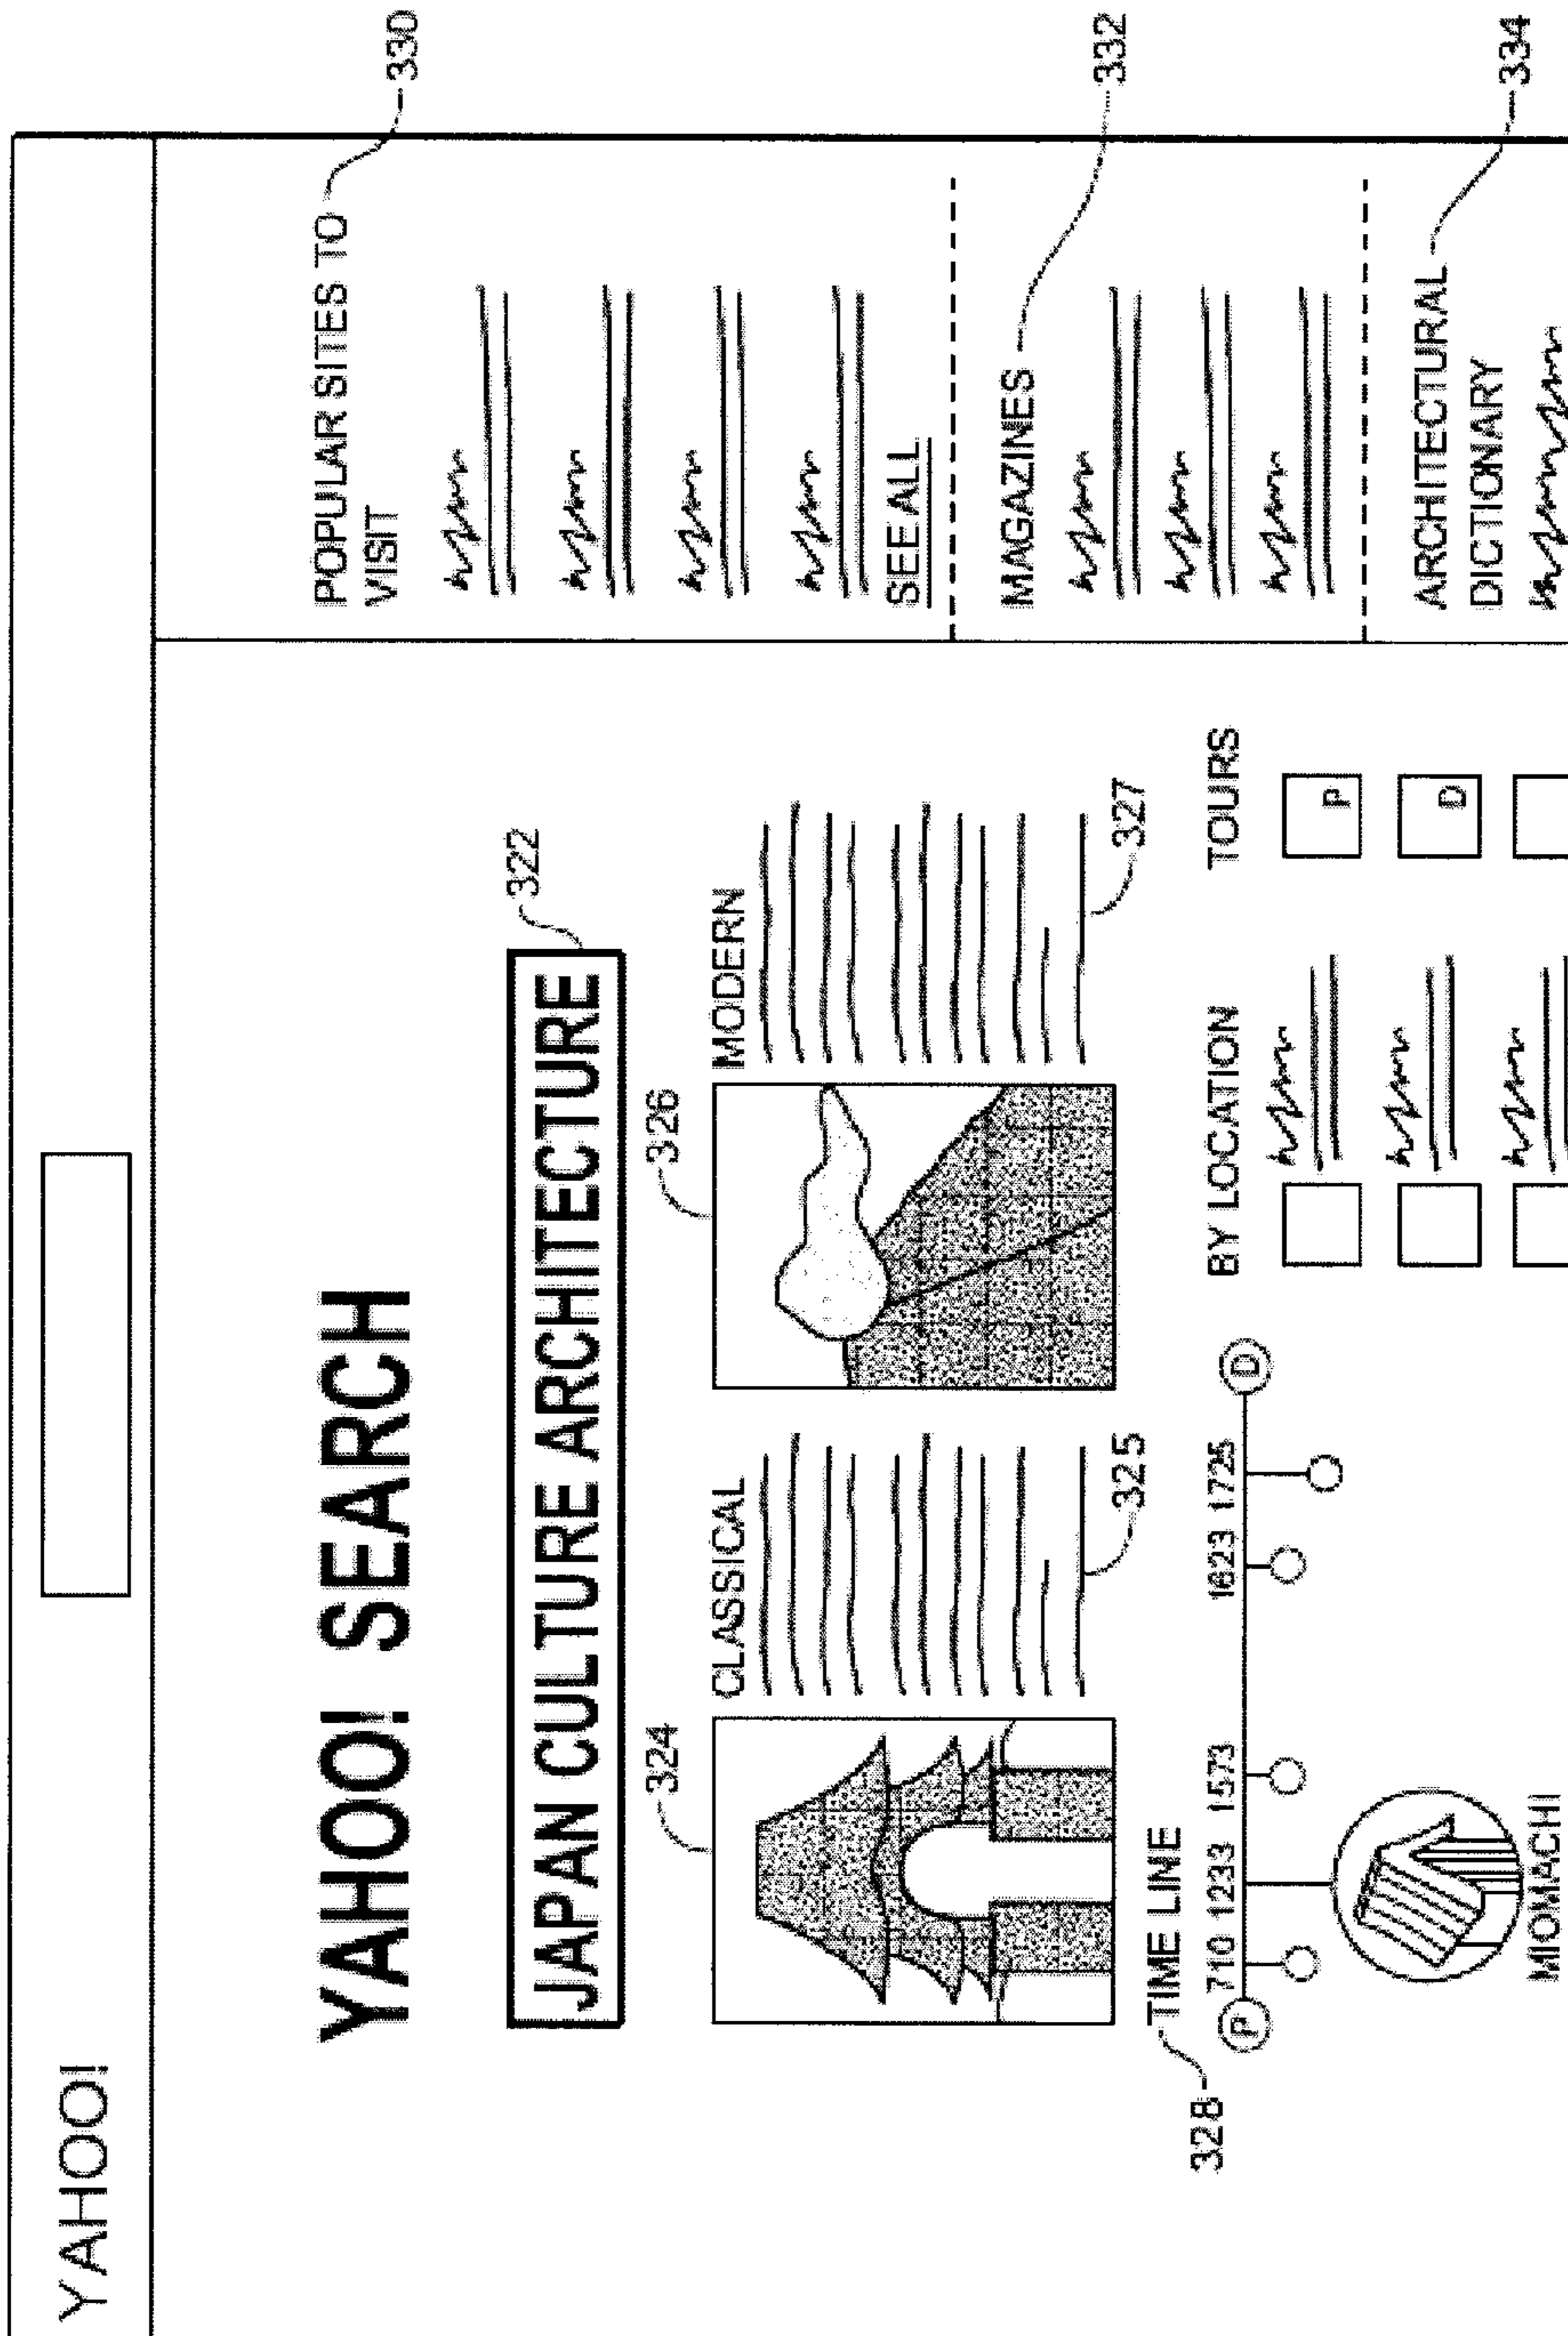 YAHOO!
YAHOO! SEARCH
JAPAN CULTURE ARCHITECTURE
322
324
CLASSICAL
325
326
MODERN
327
328
TIME LINE
P 710 1233 1573 1623 1725 D
MIOMACHI
BY LOCATION
TOURS
P
D
POPULAR SITES TO
VISIT
330
SEE ALL
MAGAZINES
332
ARCHITECTURAL
DICTIONARY
334